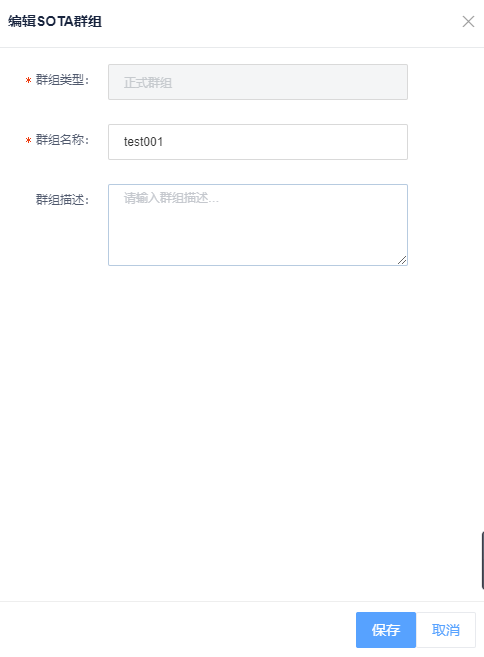 编辑SOTA群组
* 群组类型:
正式群组
* 群组名称:
test001
群组描述:
请输入群组描述...
保存 取消